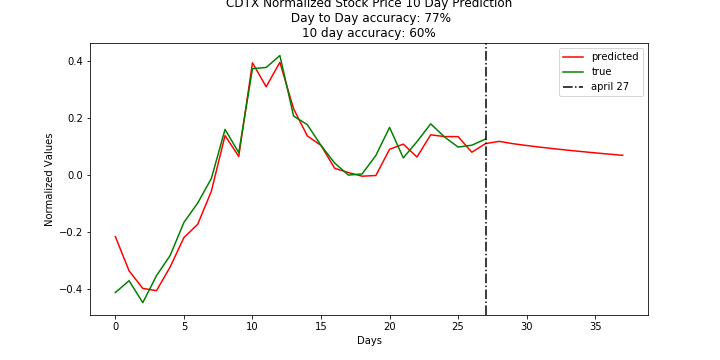 CDTX Normalized Stock Price 10 Day Prediction
Day to Day accuracy: 77%
10 day accuracy: 60%
predicted
true
april 27
Normalized Values
0.4
0.2
0.0
−0.2
−0.4
0 5 10 15 20 25 30 35
Days